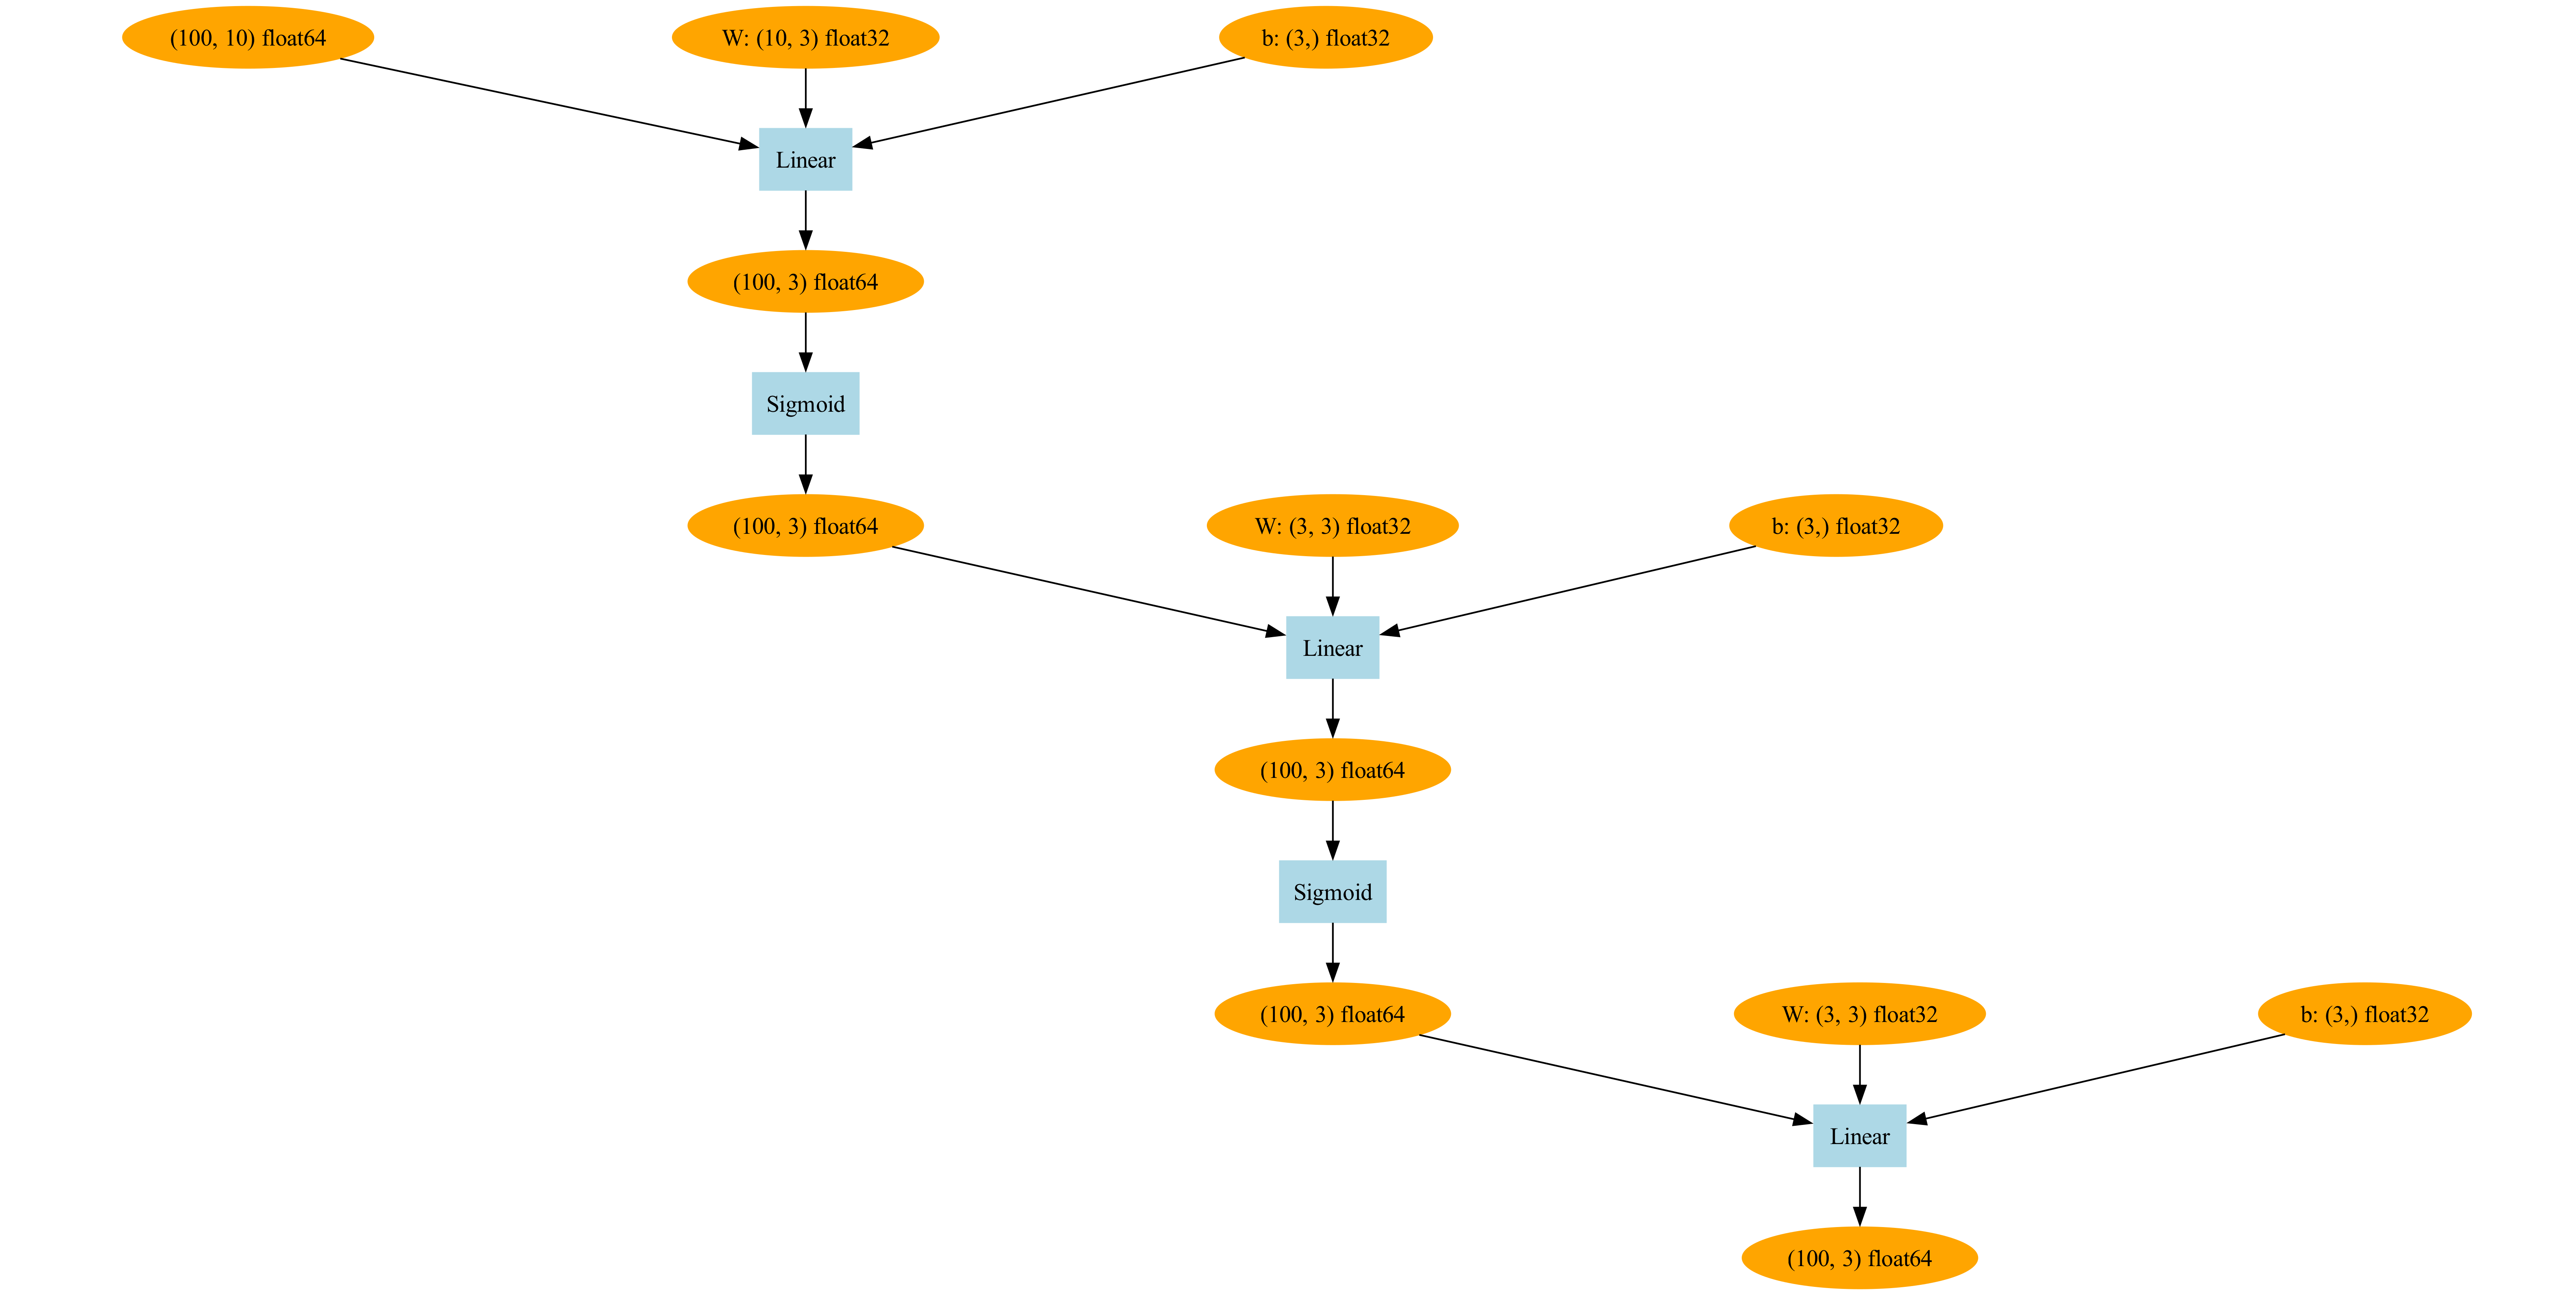 (100, 10) float64
W: (10, 3) float32
b: (3,) float32
Linear
(100, 3) float64
Sigmoid
(100, 3) float64
W: (3, 3) float32
b: (3,) float32
Linear
(100, 3) float64
Sigmoid
(100, 3) float64
W: (3, 3) float32
b: (3,) float32
Linear
(100, 3) float64